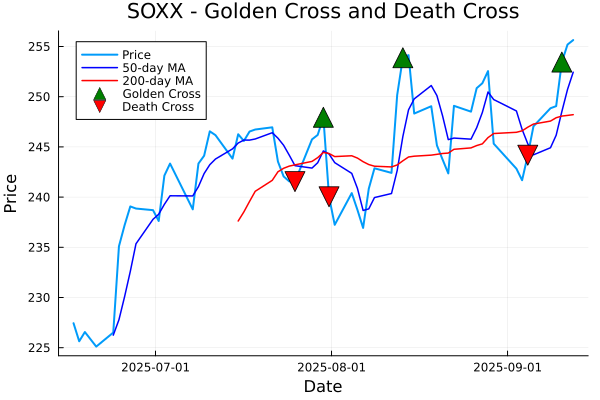 SOXX - Golden Cross and Death Cross
255
250
245
240
235
230
225
Price
Price
50-day MA
200-day MA
Golden Cross
Death Cross
2025-07-01
2025-08-01
2025-09-01
Date